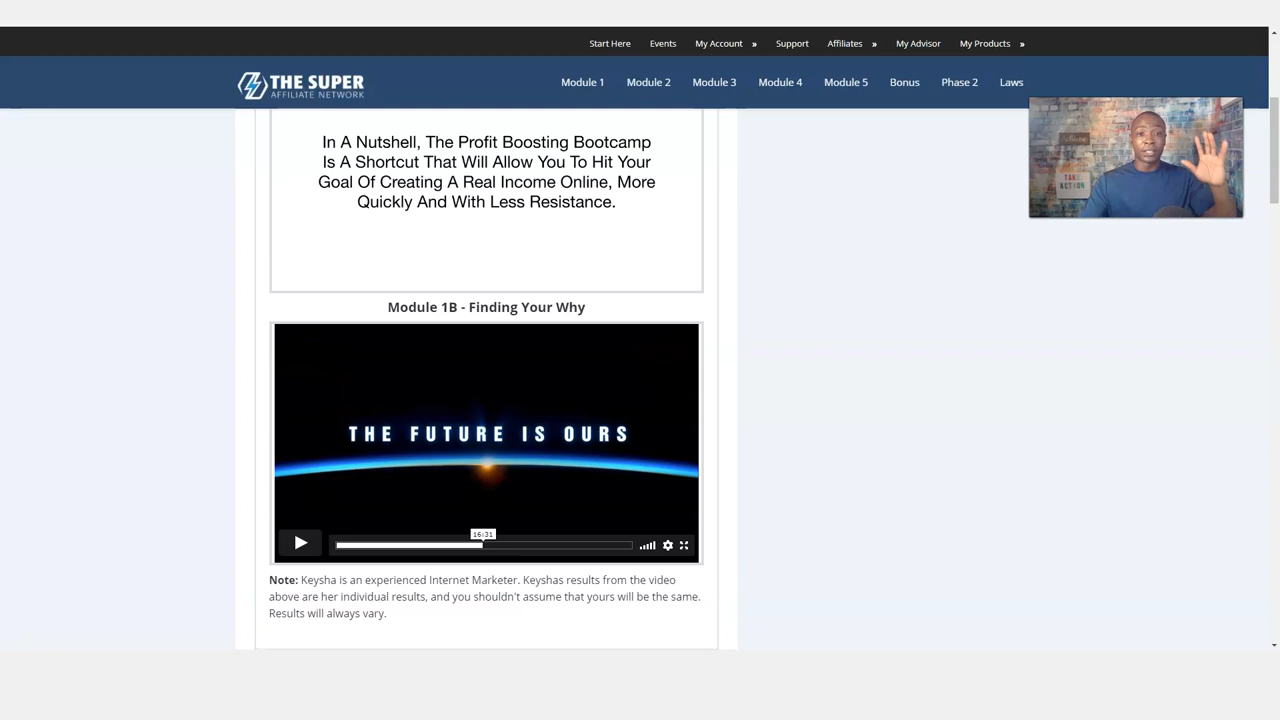 Start Here Events My Account » Support Affiliates » My Advisor My Products »
THE SUPER
AFFILIATE NETWORK
Module 1 Module 2 Module 3 Module 4 Module 5 Bonus Phase 2 Laws
In A Nutshell, The Profit Boosting Bootcamp
Is A Shortcut That Will Allow You To Hit Your
Goal Of Creating A Real Income Online, More
Quickly And With Less Resistance.
TAKE
ACTION
Module 1B - Finding Your Why
THE FUTURE IS OURS
16:31
Note: Keysha is an experienced Internet Marketer. Keyshas results from the video
above are her individual results, and you shouldn't assume that yours will be the same.
Results will always vary.